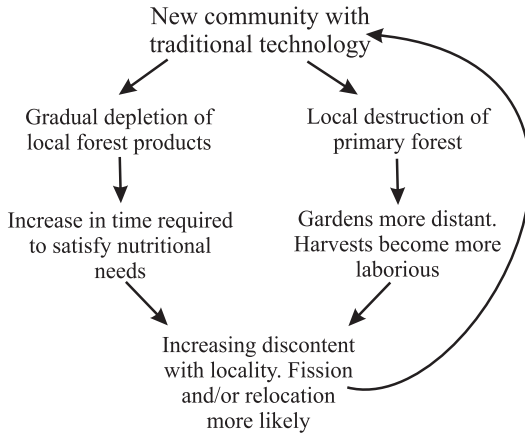 New community with
traditional technology
Gradual depletion of
local forest products
Local destruction of
primary forest
Increase in time required
to satisfy nutritional
needs
Gardens more distant.
Harvests become more
laborious
Increasing discontent
with locality. Fission
and/or relocation
more likely